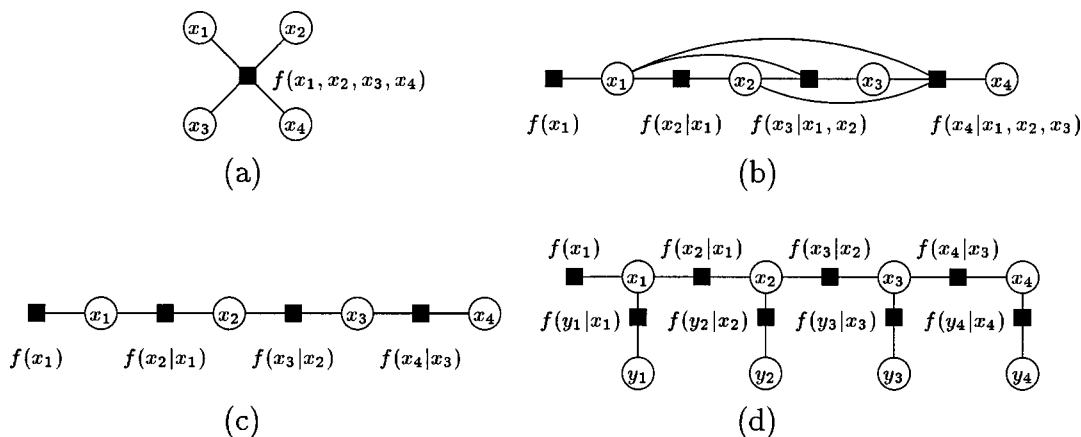 x₁ x₂
f(x₁, x₂, x₃, x₄)
x₃ x₄
(a)
x₁ x₂ x₃ x₄
f(x₁) f(x₂|x₁) f(x₃|x₁, x₂) f(x₄|x₁, x₂, x₃)
(b)
x₁ x₂ x₃ x₄
f(x₁) f(x₂|x₁) f(x₃|x₂) f(x₄|x₃)
(c)
f(x₁) f(x₂|x₁) f(x₃|x₂) f(x₄|x₃)
x₁ x₂ x₃ x₄
f(y₁|x₁) f(y₂|x₂) f(y₃|x₃) f(y₄|x₄)
y₁ y₂ y₃ y₄
(d)